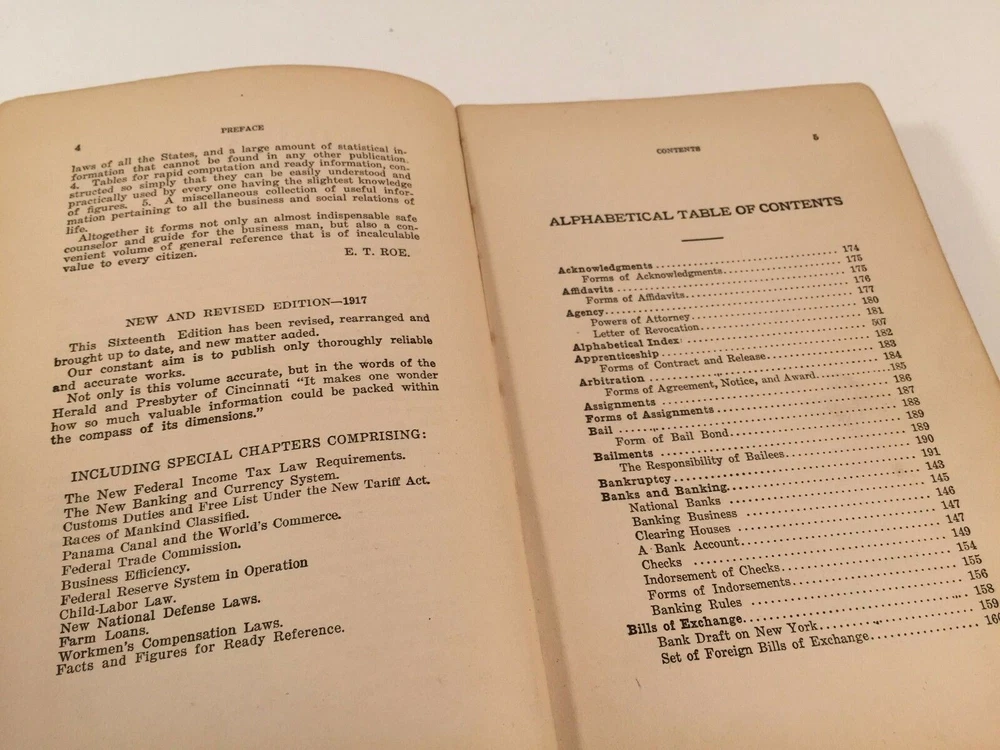 4
PREFACE
laws of all the States, and a large amount of statistical in-
formation that cannot be found in any other publication.
4. Tables for rapid computation and ready information, con-
structed so simply that they can be easily understood and
practically used by every one having the slightest knowledge
of figures. 5. A miscellaneous collection of useful infor-
mation pertaining to all the business and social relations of
life.
Altogether it forms not only an almost indispensable safe
counselor and guide for the business man, but also a con-
venient volume of general reference that is of incalculable
value to every citizen.
E. T. ROE.
NEW AND REVISED EDITION—1917
This Sixteenth Edition has been revised, rearranged and
brought up to date, and new matter added.
Our constant aim is to publish only thoroughly reliable
and accurate works.
Not only is this volume accurate, but in the words of the
Herald and Presbyter of Cincinnati "It makes one wonder
how so much valuable information could be packed within
the compass of its dimensions."
INCLUDING SPECIAL CHAPTERS COMPRISING:
The New Federal Income Tax Law Requirements.
The New Banking and Currency System.
Customs Duties and Free List Under the New Tariff Act.
Races of Mankind Classified.
Panama Canal and the World's Commerce.
Federal Trade Commission.
Business Efficiency.
Federal Reserve System in Operation
Child-Labor Law.
New National Defense Laws.
Farm Loans.
Workmen's Compensation Laws.
Facts and Figures for Ready Reference.
CONTENTS
5
ALPHABETICAL TABLE OF CONTENTS
Acknowledgments 174
Forms of Acknowledgments 175
Affidavits 175
Forms of Affidavits 176
Agency 177
Powers of Attorney 180
Letter of Revocation 181
Alphabetical Index 507
Apprenticeship 182
Forms of Contract and Release 183
Arbitration 184
Forms of Agreement, Notice, and Award 185
Assignments 186
Forms of Assignments 187
Bail 188
Form of Bail Bond 189
Bailments 189
The Responsibility of Bailees 190
Bankruptcy 191
Banks and Banking 143
National Banks 145
Banking Business 146
Clearing Houses 147
A Bank Account 147
Checks 149
Indorsement of Checks 154
Forms of Indorsements 155
Banking Rules 156
Bills of Exchange 158
Bank Draft on New York 159
Set of Foreign Bills of Exchange 160